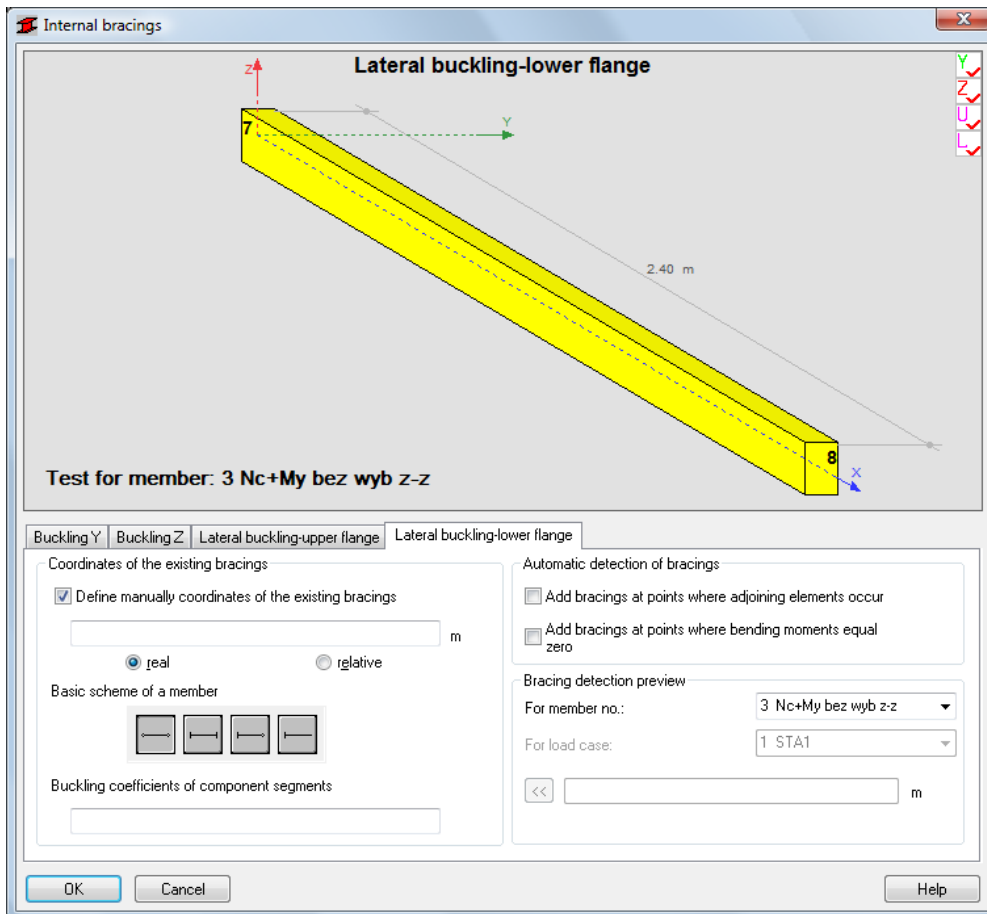 Internal bracings
Lateral buckling-lower flange
Z
Y
Y
Z
U
L
7
2.40 m
8
X
Test for member: 3 Nc+My bez wyb z-z
Buckling Y
Buckling Z
Lateral buckling-upper flange
Lateral buckling-lower flange
Coordinates of the existing bracings
Define manually coordinates of the existing bracings
m
real
relative
Basic scheme of a member
Buckling coefficients of component segments
Automatic detection of bracings
Add bracings at points where adjoining elements occur
Add bracings at points where bending moments equal
zero
Bracing detection preview
For member no.:
3 Nc+My bez wyb z-z
For load case:
1 STA1
<<
m
OK
Cancel
Help